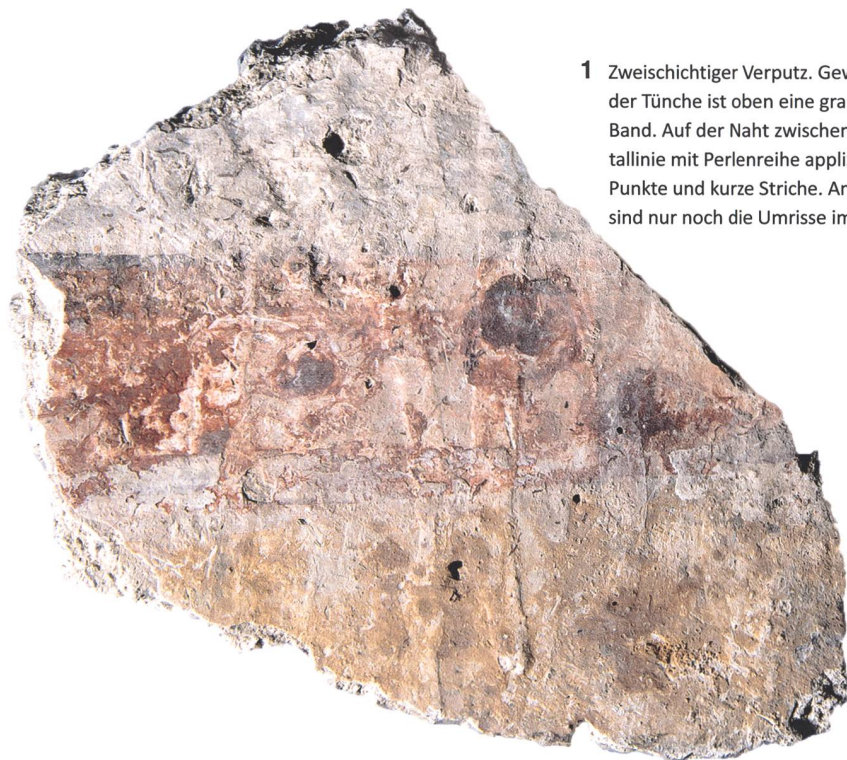 1 Zweischichtiger Verputz. Gew
der Tünche ist oben eine gra
Band. Auf der Naht zwischen
tallinie mit Perlenreihe appli
Punkte und kurze Striche. An
sind nur noch die Umrisse im